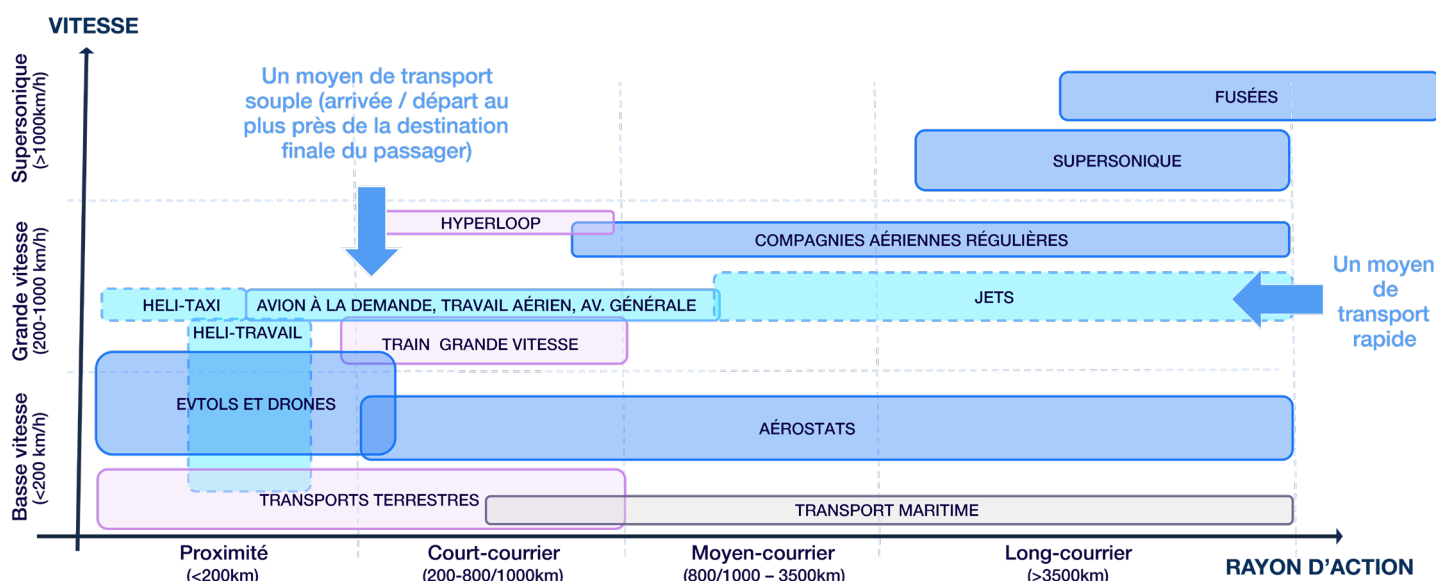 VITESSE
Supersonique
(>1000km/h)
Grande vitesse
(200-1000 km/h)
Basse vitesse
(<200 km/h)
Un moyen de transport
souple (arrivée / départ au
plus près de la destination
finale du passager)
FUSÉES
SUPERSONIQUE
HYPERLOOP
COMPAGNIES AÉRIENNES RÉGULIÈRES
Un moyen
de
transport
rapide
JETS
HELI-TAXI
AVION À LA DEMANDE, TRAVAIL AÉRIEN, AV. GÉNÉRALE
HELI-TRAVAIL
TRAIN GRANDE VITESSE
EVTOLS ET DRONES
AÉROSTATS
TRANSPORTS TERRESTRES
TRANSPORT MARITIME
Proximité
(<200km)
Court-courrier
(200-800/1000km)
Moyen-courrier
(800/1000 – 3500km)
Long-courrier
(>3500km)
RAYON D'ACTION